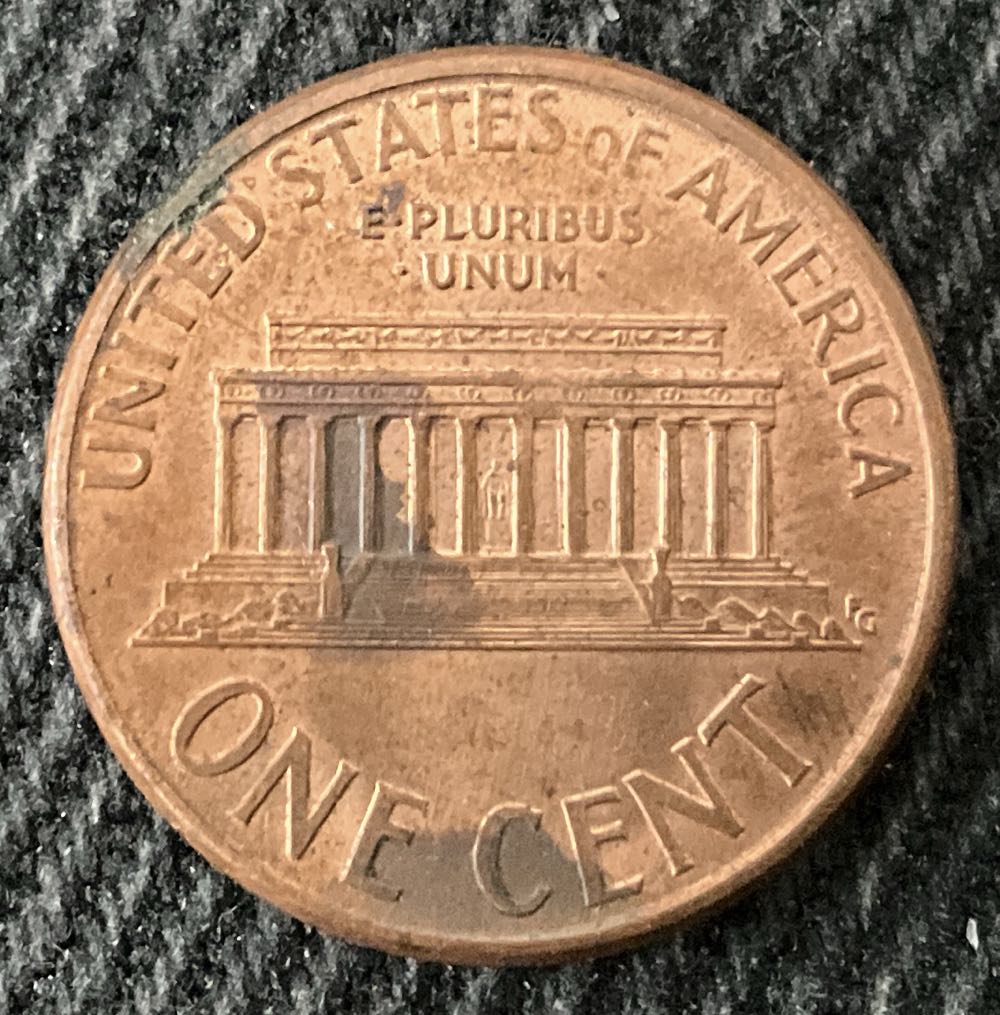 UNITED STATES OF AMERICA
E·PLURIBUS
·UNUM·
FG
ONE CENT